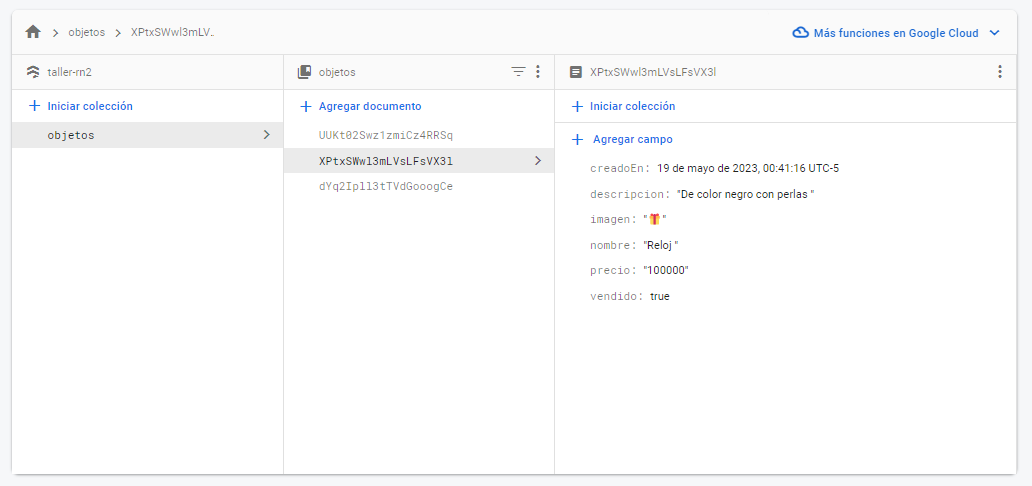 objetos
XPtxSWwl3mLV..
Más funciones en Google Cloud
taller-rn2
Iniciar colección
objetos
objetos
Agregar documento
UUKt02Swz1zmiCz4RRSq
XPtxSWwl3mLVsLFsVX3l
dYq2Ipll3tTVdGooogCe
XPtxSWwl3mLVsLFsVX3l
Iniciar colección
Agregar campo
creadoEn: 19 de mayo de 2023, 00:41:16 UTC-5
descripcion: "De color negro con perlas "
imagen: "🎁"
nombre: "Reloj "
precio: "100000"
vendido: true